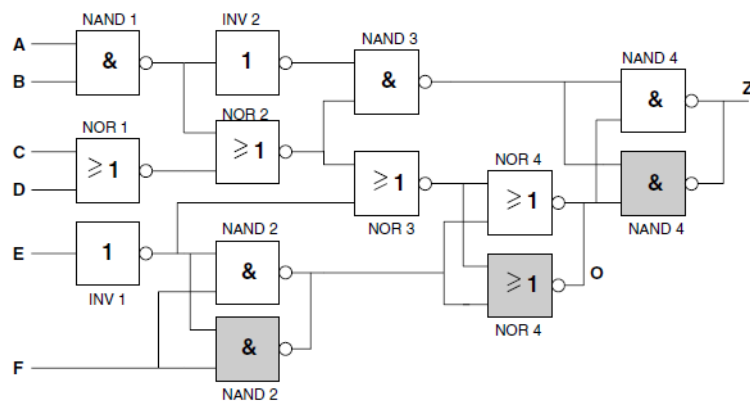 NAND 1
INV 2
NAND 3
NAND 4
A
B
&
1
&
&
Z
NOR 1
NOR 2
C
D
≥1
≥1
&
NAND 4
≥1
NOR 3
NOR 4
≥1
E
1
INV 1
NAND 2
&
≥1
O
NOR 4
F
&
NAND 2